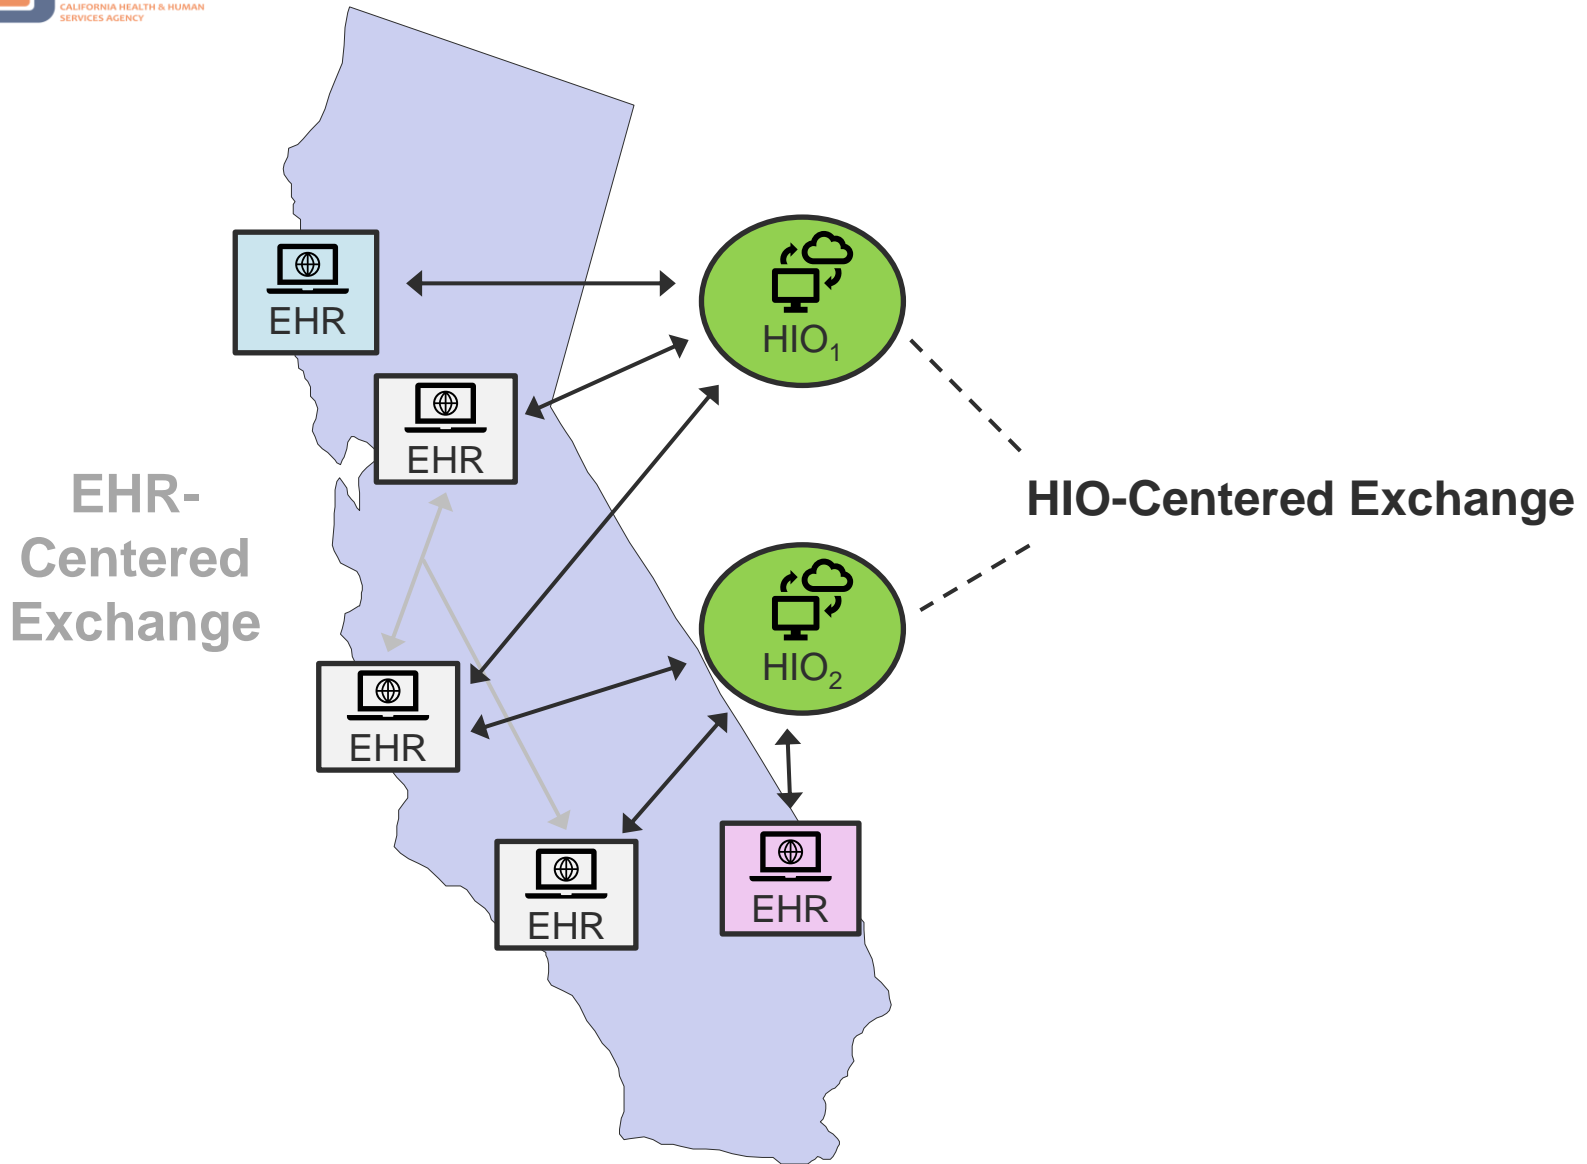 CALIFORNIA HEALTH & HUMAN
SERVICES AGENCY
EHR
HIO₁
EHR
EHR-
Centered
Exchange
HIO-Centered Exchange
HIO₂
EHR
EHR
EHR